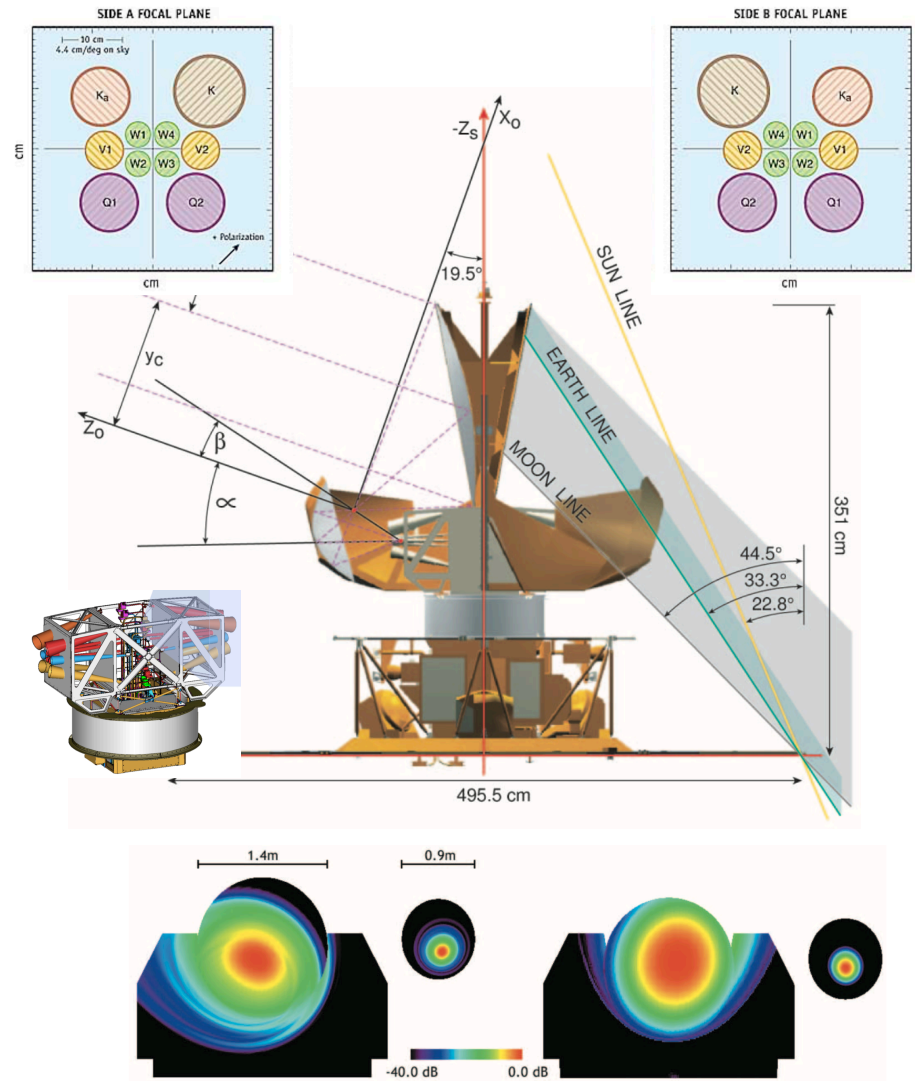 SIDE A FOCAL PLANE
10 cm
4.4 cm/deg on sky
Ka
K
W1
W4
V1
V2
W2
W3
Q1
Q2
+ Polarization
cm
cm
SIDE B FOCAL PLANE
K
Ka
W4
W1
V2
V1
W3
W2
Q2
Q1
cm
-Zs
Xo
19.5°
SUN LINE
EARTH LINE
MOON LINE
yc
Zo
β
α
351 cm
44.5°
33.3°
22.8°
495.5 cm
1.4m
0.9m
-40.0 dB
0.0 dB